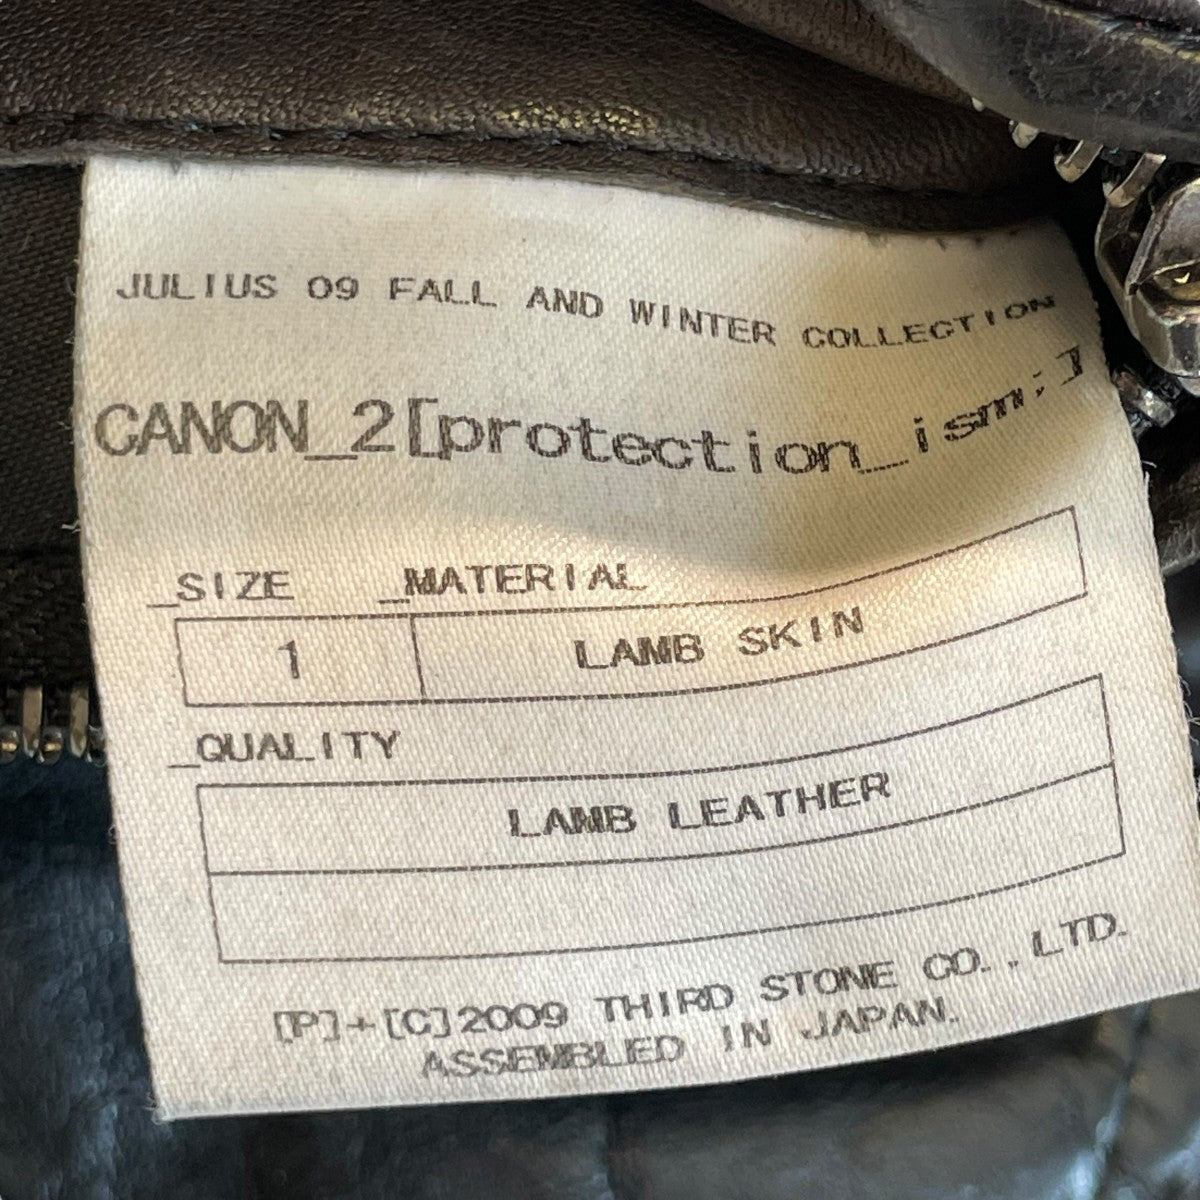 JULIUS 09 FALL AND WINTER COLLECTION
CANON_2[protection_ism;]
_SIZE _MATERIAL
1 LAMB SKIN
_QUALITY
LAMB LEATHER
[P]+[C]2009 THIRD STONE CO.,LTD.
ASSEMBLED IN JAPAN.